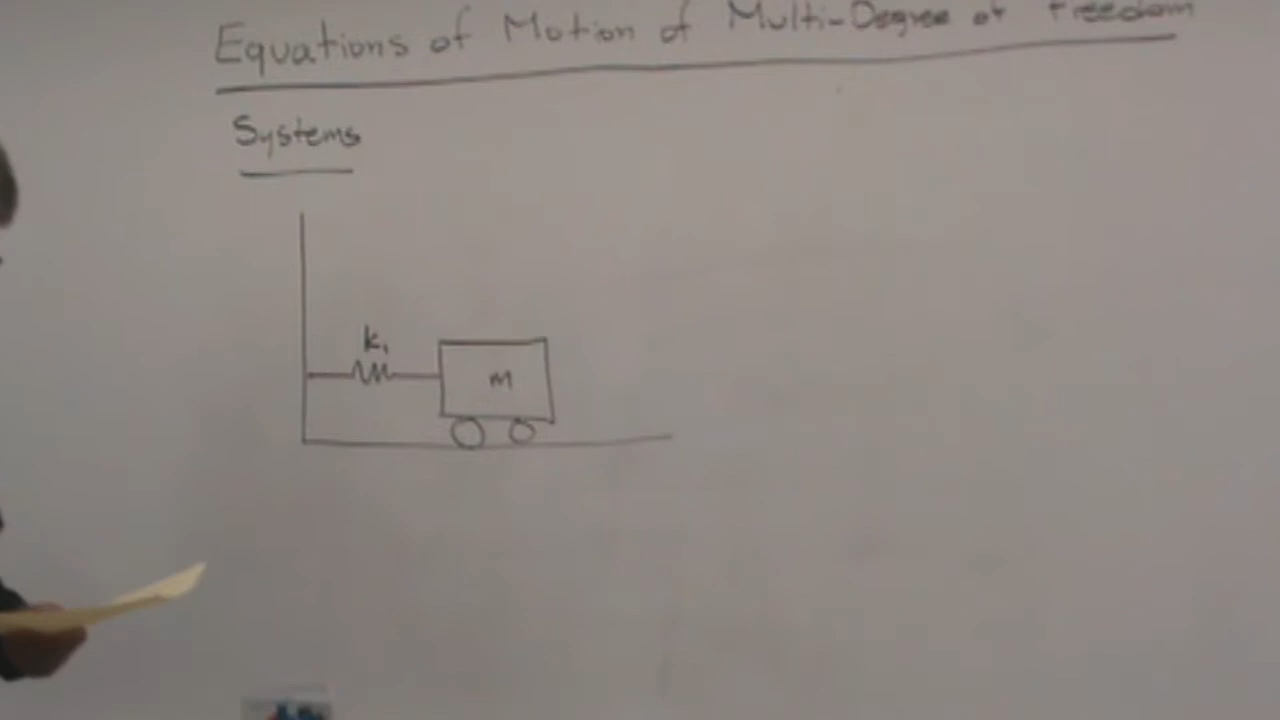 Equations of Motion of Multi-Degree of Freedom
Systems
k₁
m